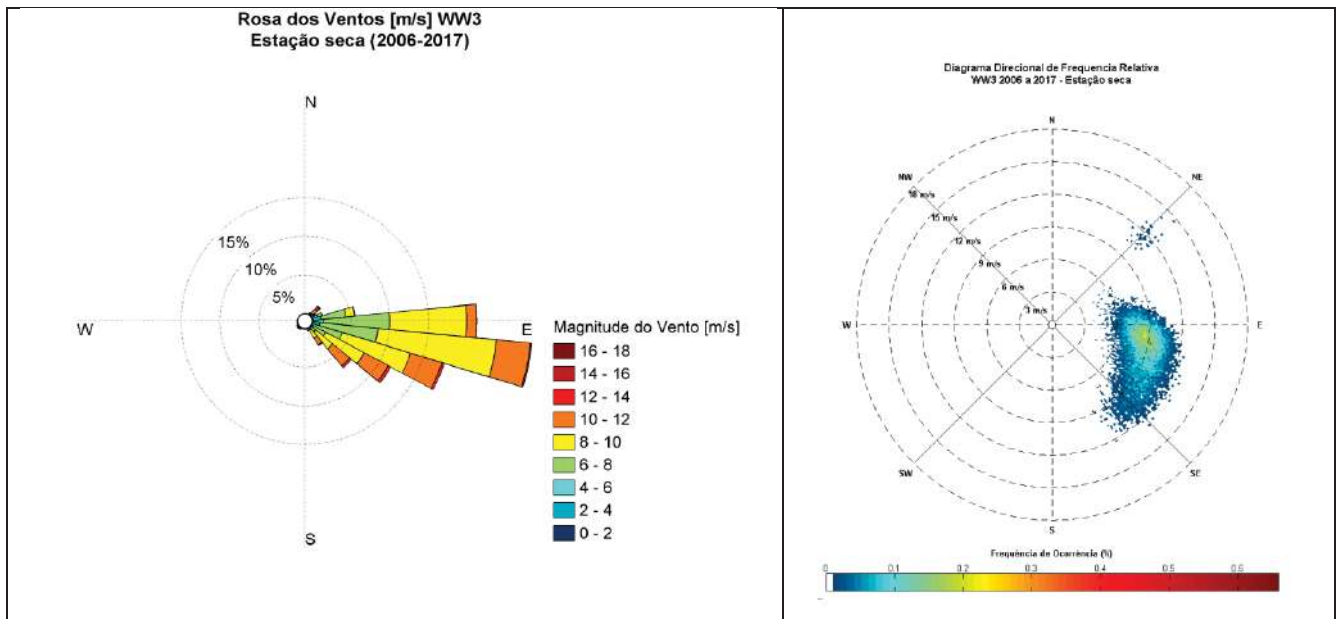 Rosa dos Ventos [m/s] WW3
Estação seca (2006-2017)
N
15%
10%
5%
W
E
S
Magnitude do Vento [m/s]
16 - 18
14 - 16
12 - 14
10 - 12
8 - 10
6 - 8
4 - 6
2 - 4
0 - 2
Diagrama Direcional de Frequencia Relativa
WW3 2006 a 2017 - Estação seca
N
NW
NE
18 m/s
15 m/s
12 m/s
9 m/s
6 m/s
3 m/s
W
E
SW
SE
S
Frequência de Ocorrência (%)
0
0.1
0.2
0.3
0.4
0.5
0.6